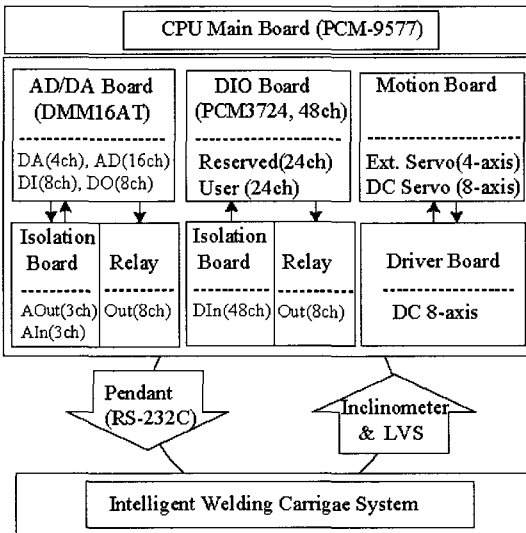 CPU Main Board (PCM-9577)
AD/DA Board
(DMM16AT)
DA(4ch), AD(16ch)
DI(8ch), DO(8ch)
DIO Board
(PCM3724, 48ch)
Reserved(24ch)
User (24ch)
Motion Board
Ext. Servo(4-axis)
DC Servo (8-axis)
Isolation
Board
AOut(3ch)
AIn(3ch)
Relay
Out(8ch)
Isolation
Board
DIn(48ch)
Relay
Out(8ch)
Driver Board
DC 8-axis
Pendant
(RS-232C)
Inclinometer
& LVS
Intelligent Welding Carrigae System